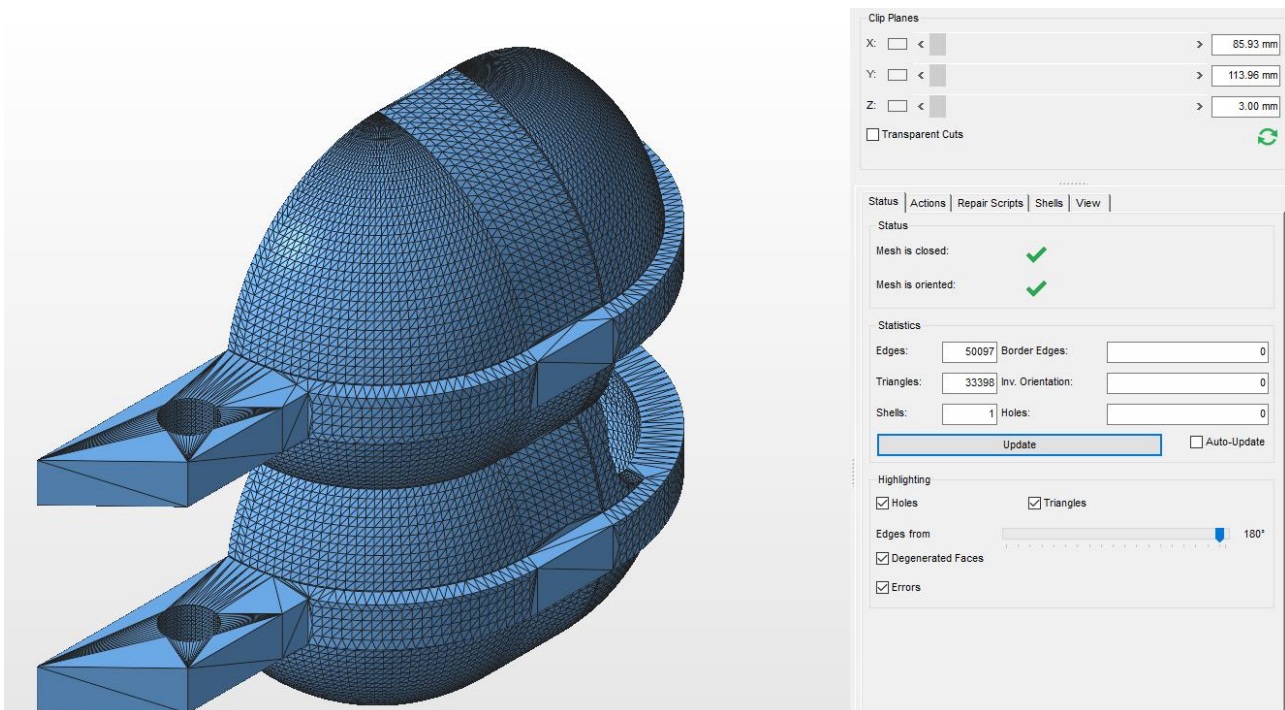 Clip Planes
X: < > 85.93 mm
Y: < > 113.96 mm
Z: < > 3.00 mm
Transparent Cuts
Status Actions Repair Scripts Shells View
Status
Mesh is closed:
Mesh is oriented:
Statistics
Edges: 50097 Border Edges: 0
Triangles: 33398 Inv. Orientation: 0
Shells: 1 Holes: 0
Update Auto-Update
Highlighting
Holes Triangles
Edges from 180°
Degenerated Faces
Errors